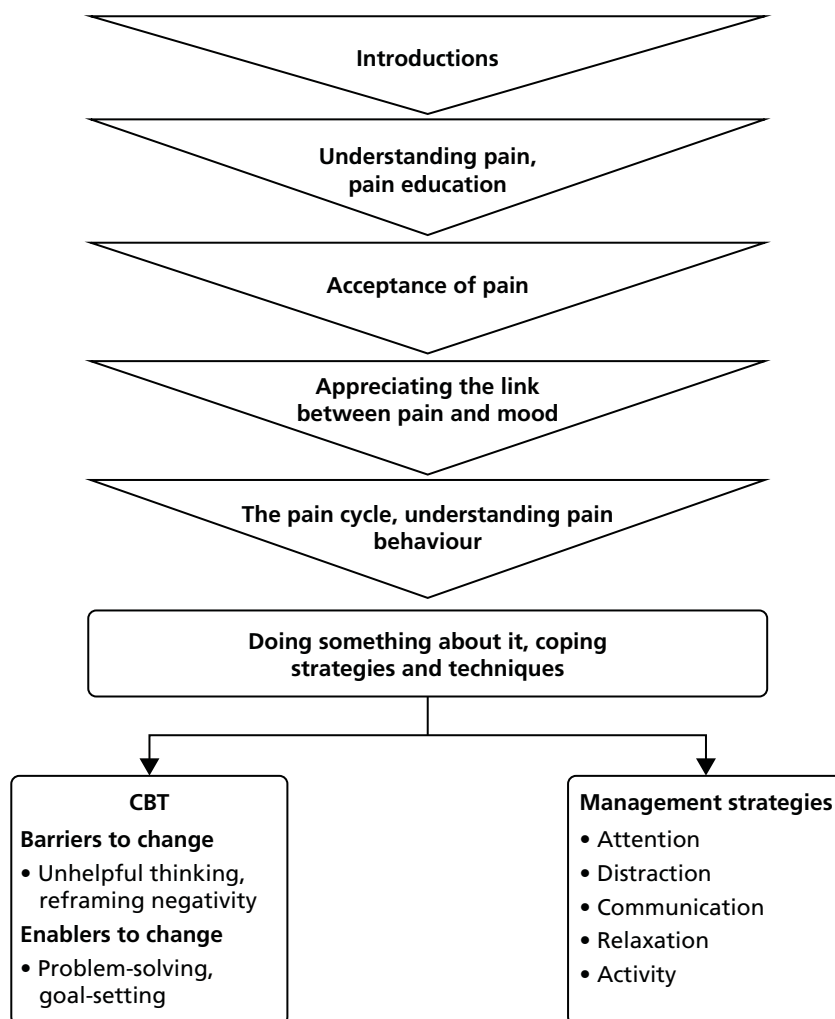 Introductions
Understanding pain,
pain education
Acceptance of pain
Appreciating the link
between pain and mood
The pain cycle, understanding pain
behaviour
Doing something about it, coping
strategies and techniques
CBT
Barriers to change
• Unhelpful thinking,
reframing negativity
Enablers to change
• Problem-solving,
goal-setting
Management strategies
• Attention
• Distraction
• Communication
• Relaxation
• Activity